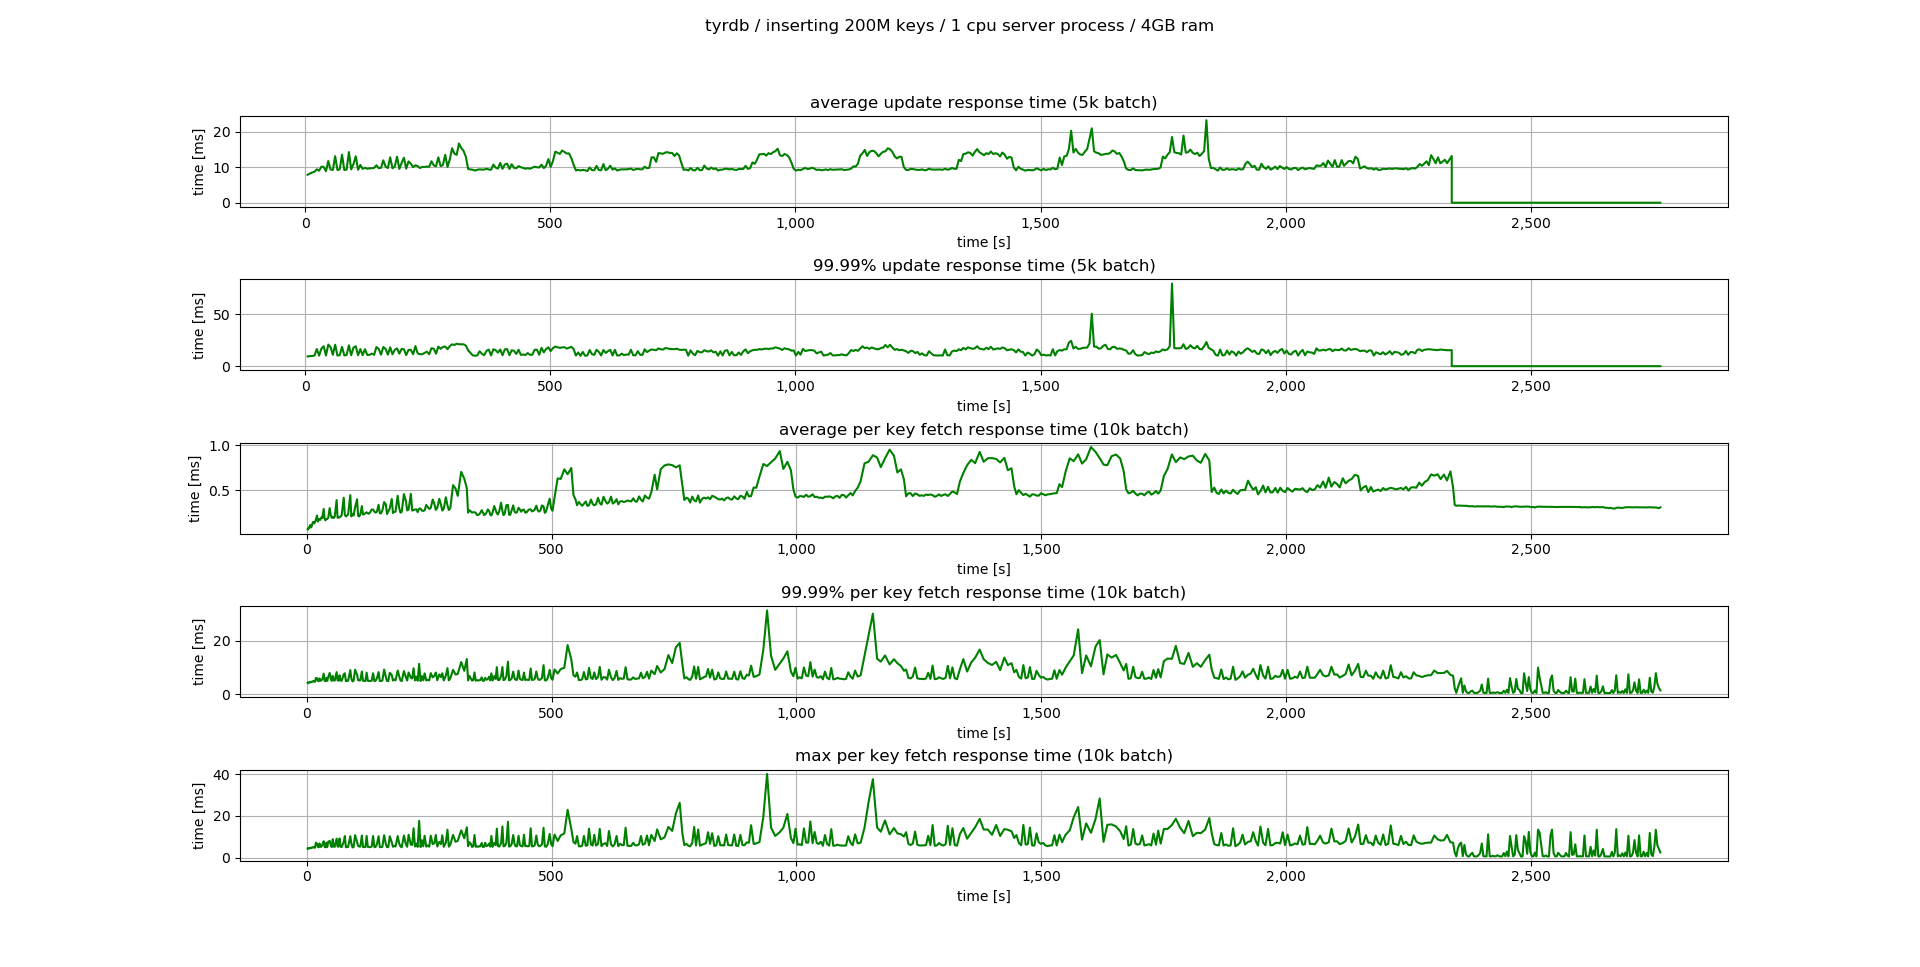 tyrdb / inserting 200M keys / 1 cpu server process / 4GB ram
average update response time (5k batch)
time [ms]
20
10
0
0 500 1,000 1,500 2,000 2,500
time [s]
99.99% update response time (5k batch)
time [ms]
50
0
0 500 1,000 1,500 2,000 2,500
time [s]
average per key fetch response time (10k batch)
time [ms]
1.0
0.5
0 500 1,000 1,500 2,000 2,500
time [s]
99.99% per key fetch response time (10k batch)
time [ms]
20
0
0 500 1,000 1,500 2,000 2,500
time [s]
max per key fetch response time (10k batch)
time [ms]
40
20
0
0 500 1,000 1,500 2,000 2,500
time [s]